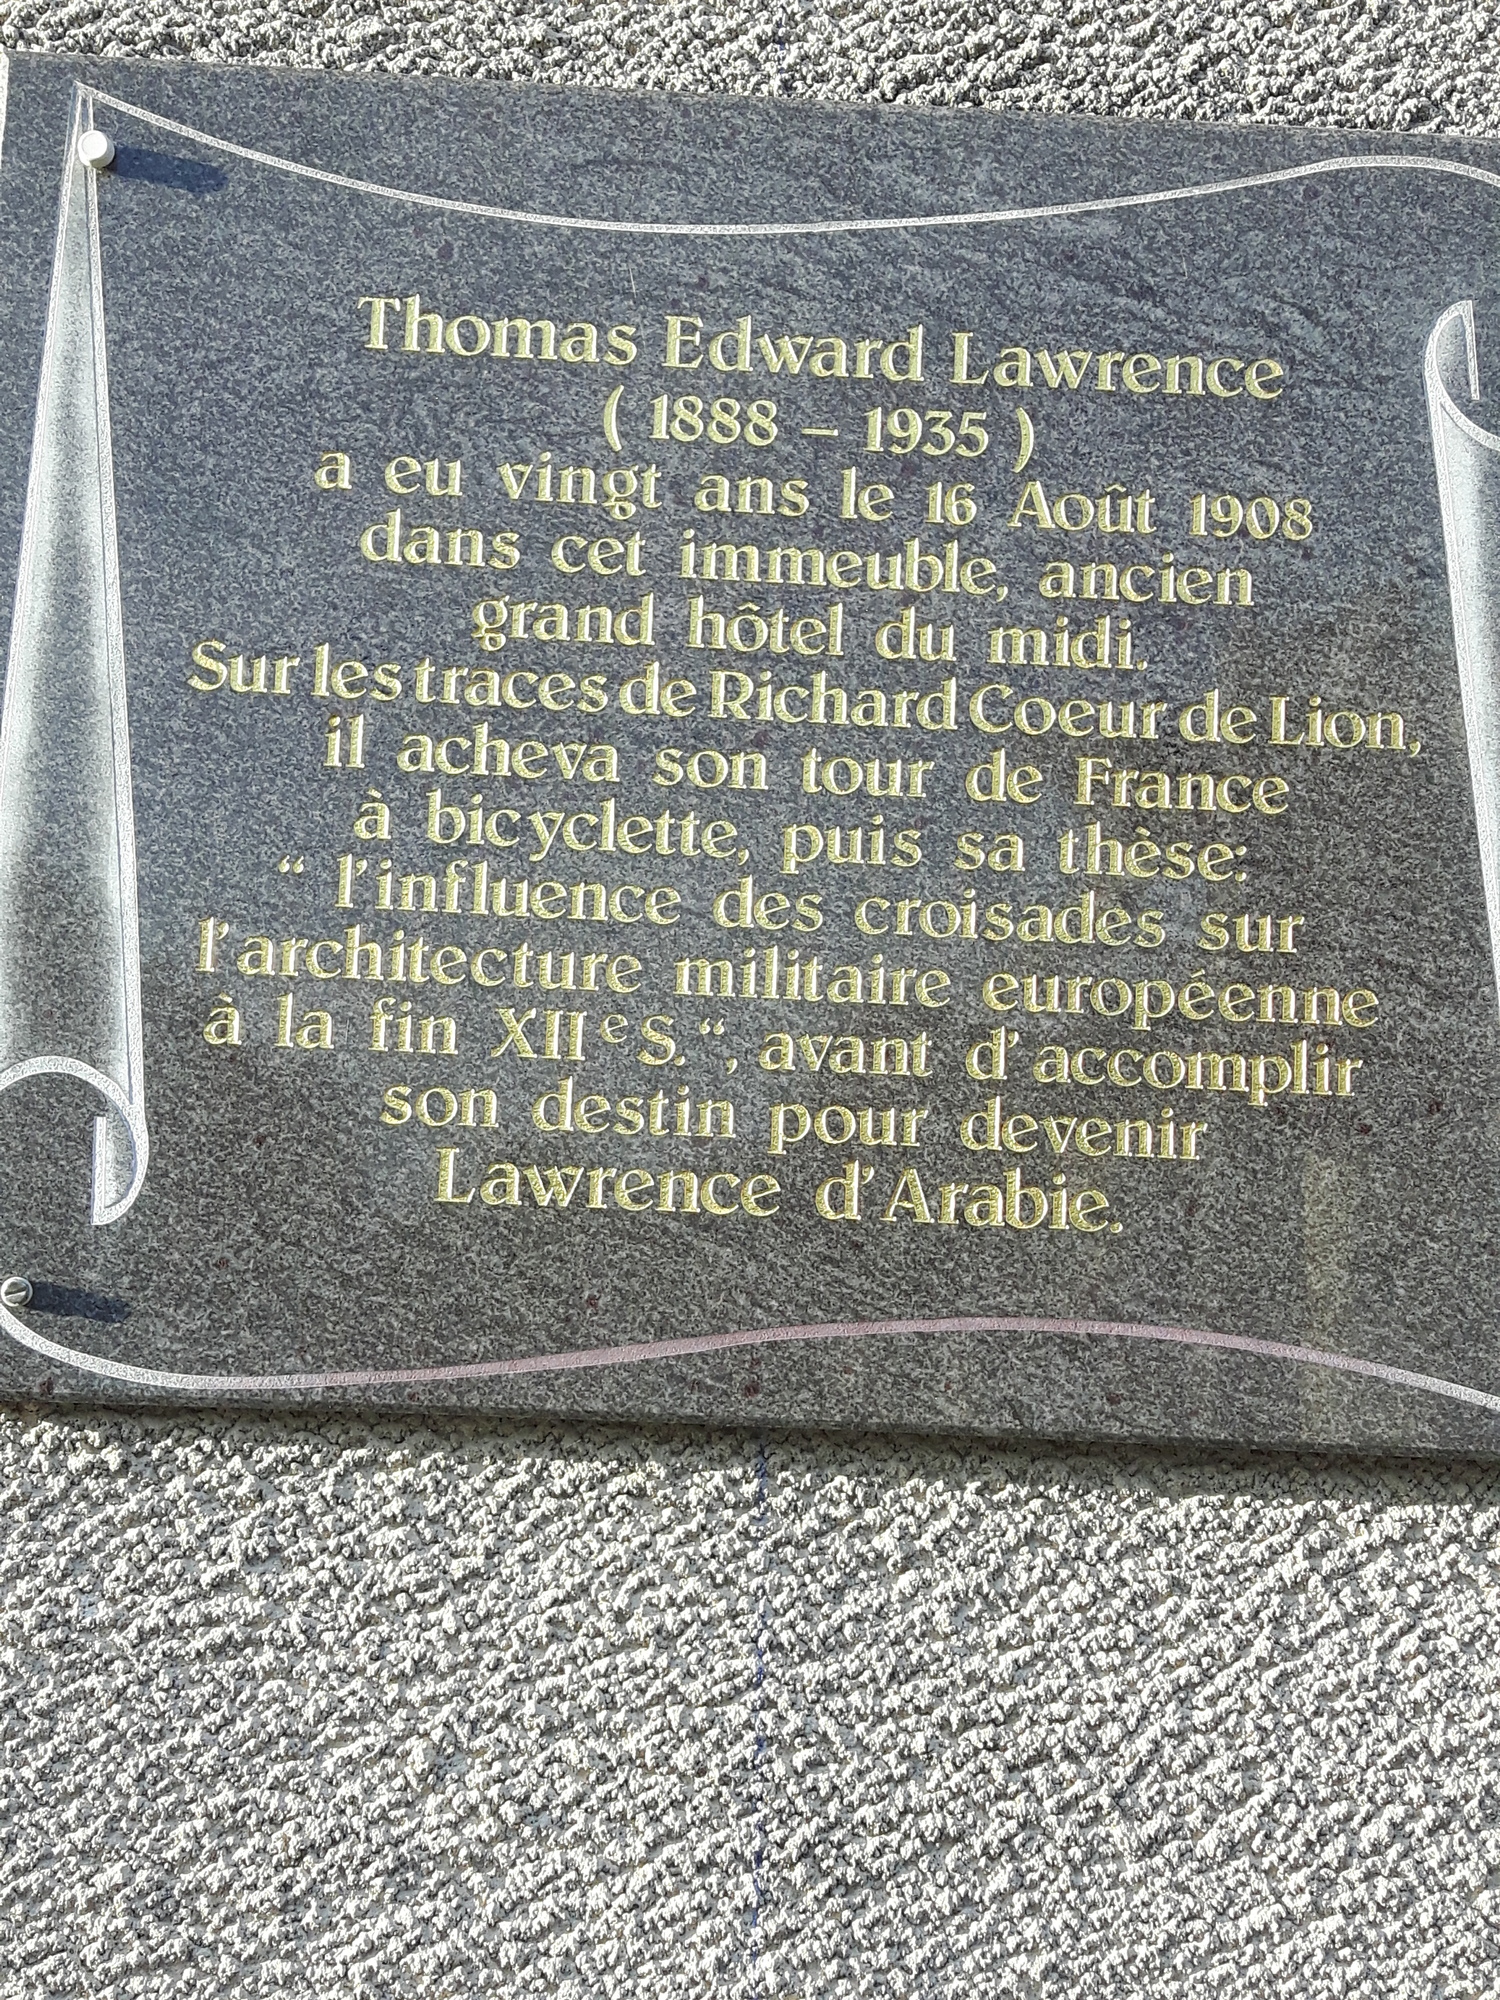 Thomas Edward Lawrence
( 1888 – 1935 )
a eu vingt ans le 16 Août 1908
dans cet immeuble, ancien
grand hôtel du midi.
Sur les traces de Richard Coeur de Lion,
il acheva son tour de France
à bicyclette, puis sa thèse:
“ l'influence des croisades sur
l'architecture militaire européenne
à la fin XIIe S.“, avant d'accomplir
son destin pour devenir
Lawrence d'Arabie.